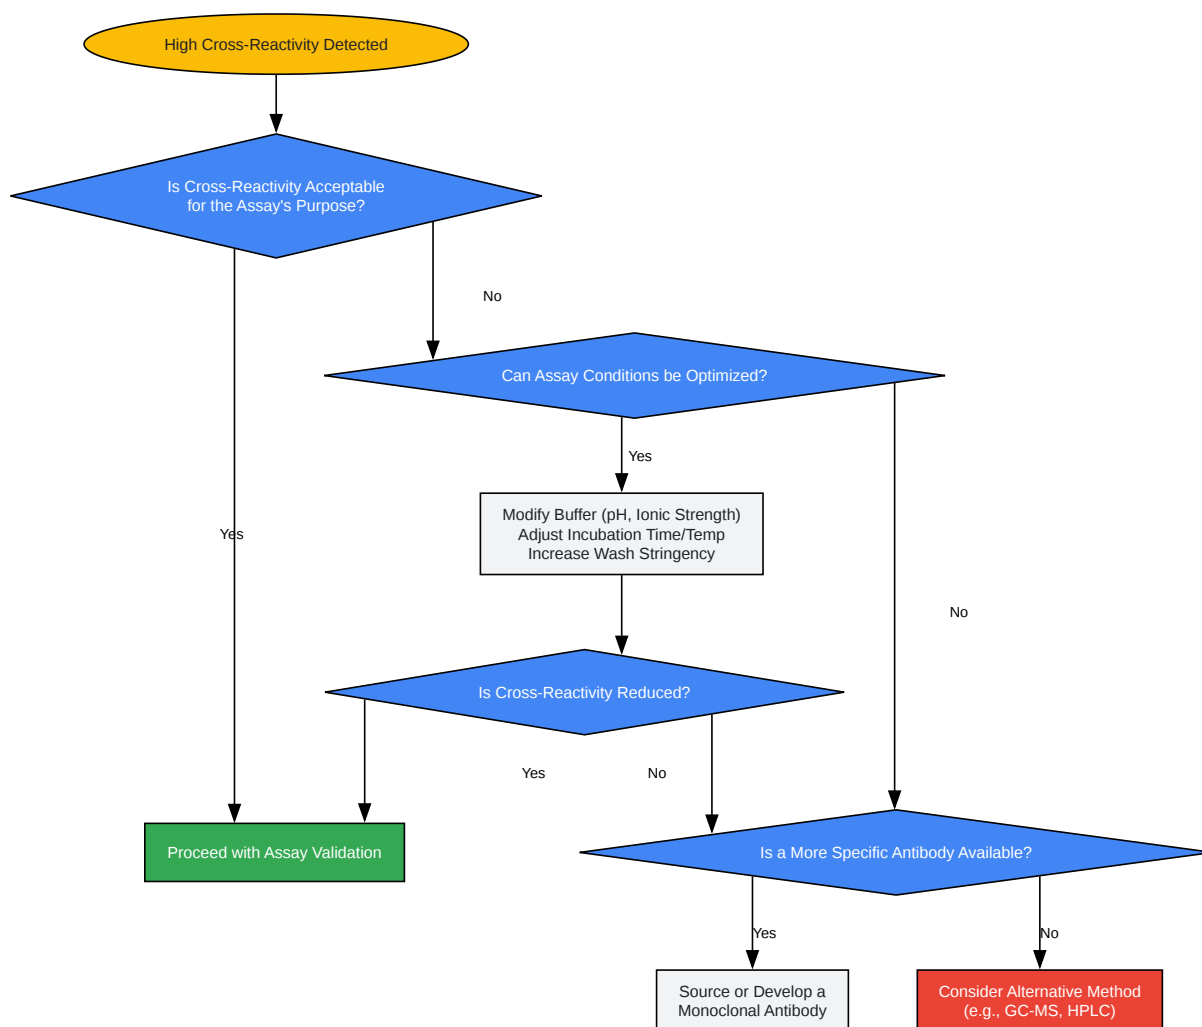 High Cross-Reactivity Detected
Is Cross-Reactivity Acceptable
for the Assay's Purpose?
No
Can Assay Conditions be Optimized?
Yes
Modify Buffer (pH, Ionic Strength)
Adjust Incubation Time/Temp
Increase Wash Stringency
Yes
No
Is Cross-Reactivity Reduced?
Yes
No
Proceed with Assay Validation
Is a More Specific Antibody Available?
Yes
No
Source or Develop a
Monoclonal Antibody
Consider Alternative Method
(e.g., GC-MS, HPLC)